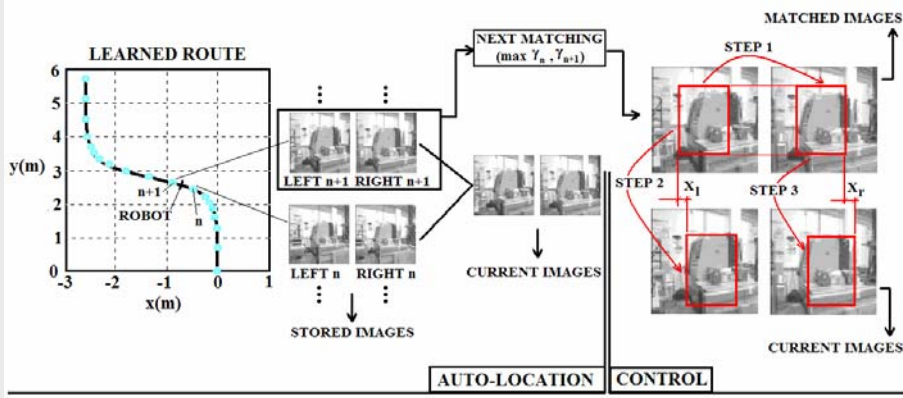 LEARNED ROUTE
6
5
4
y(m)
3
2
1
0
-3
-2
-1
0
1
x(m)
n+1
ROBOT
n
LEFT n+1 RIGHT n+1
LEFT n RIGHT n
STORED IMAGES
NEXT MATCHING
(max γn , γn+1)
CURRENT IMAGES
AUTO-LOCATION
MATCHED IMAGES
STEP 1
STEP 2
Xl
STEP 3
Xr
CURRENT IMAGES
CONTROL